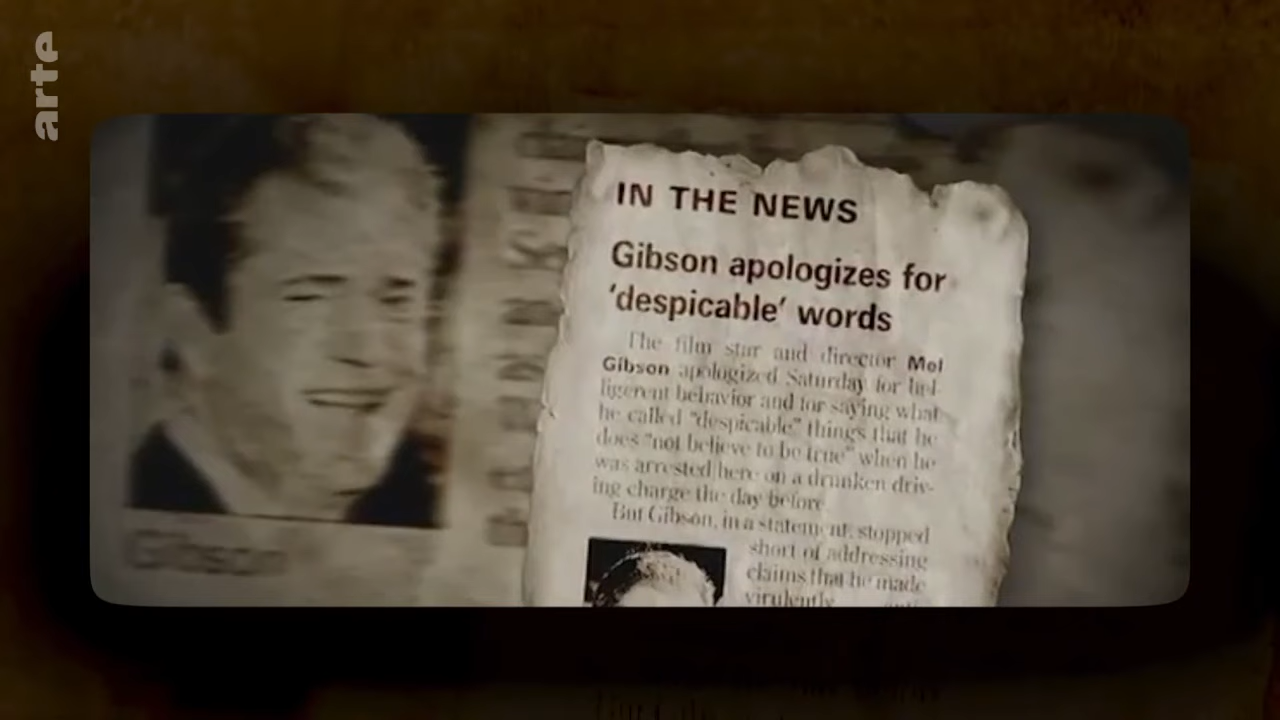 arte
IN THE NEWS
Gibson apologizes for
'despicable' words
The film star and director Mel
Gibson apologized Saturday for bel-
ligerent behavior and for saying what
he called "despicable" things that he
does "not believe to be true" when he
was arrested here on a drunken driv-
ing charge the day before.
But Gibson, in a statement, stopped
short of addressing
claims that he made
virulently
Gibson